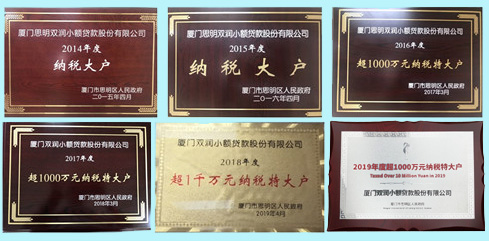 厦门思明双润小额贷款股份有限公司
2014年度
纳税大户
厦门市思明区人民政府
二〇一五年四月
厦门思明双润小额贷款股份有限公司
2015年度
纳税大户
厦门市思明区人民政府
二〇一六年四月
厦门思明双润小额贷款股份有限公司
2016年度
超1000万元纳税特大户
厦门市思明区人民政府
2017年3月
厦门双润小额贷款股份有限公司
2017年度
超1000万元纳税特大户
厦门市思明区人民政府
2018年3月
厦门双润小额贷款股份有限公司
2018年度
超1千万元纳税特大户
厦门市思明区人民政府
2019年4月
2019年度超1000万元纳税特大户
Taxed Over 10 Million Yuan in 2019
厦门双润小额贷款股份有限公司